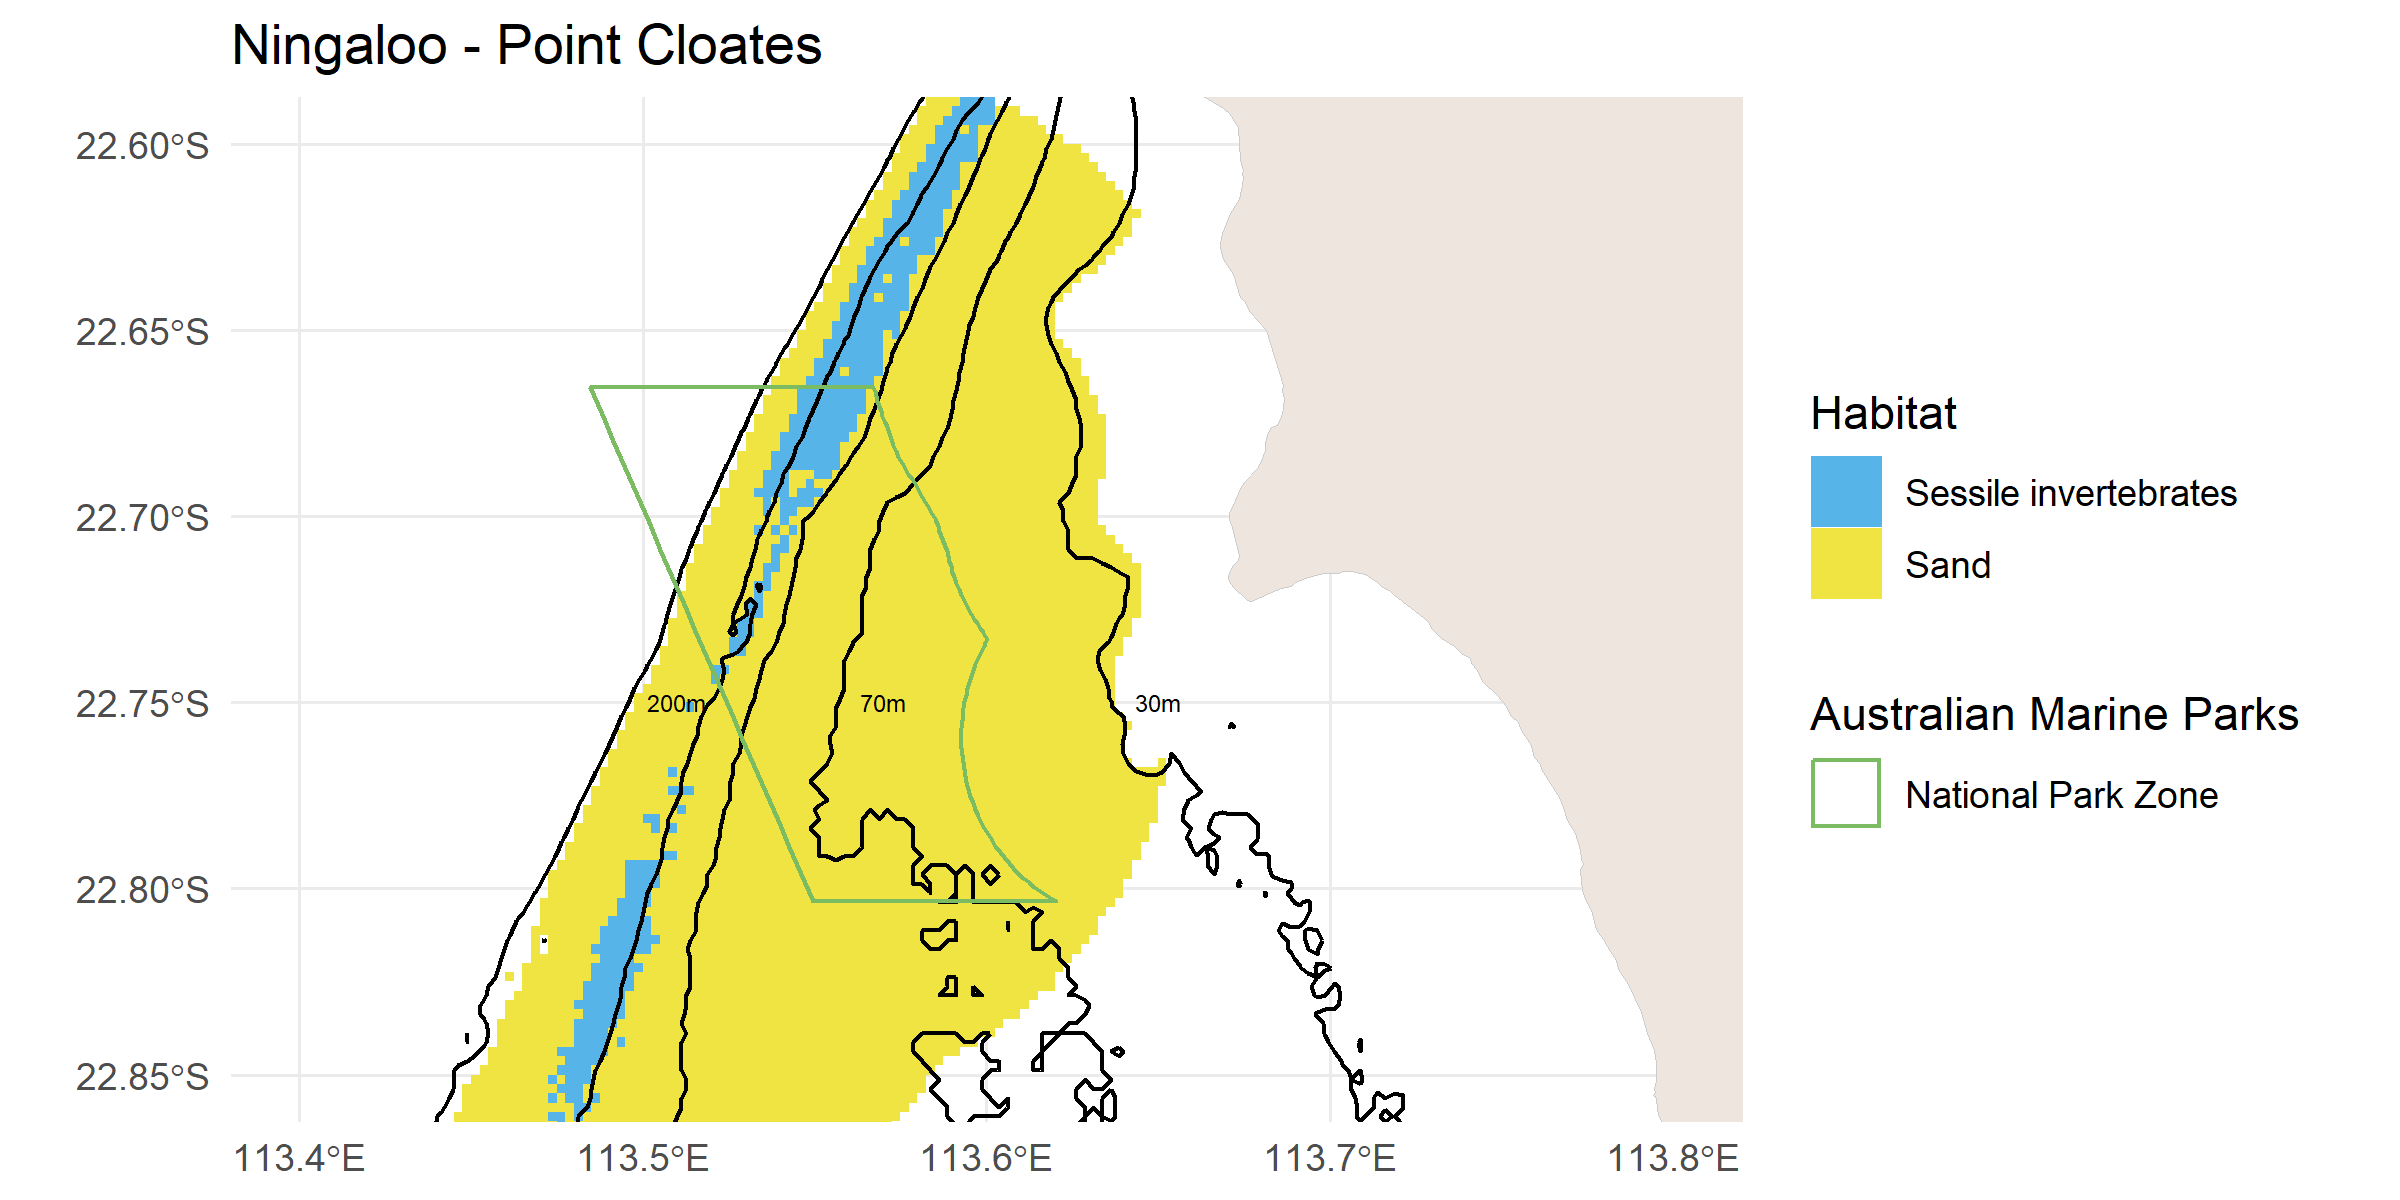 Ningaloo - Point Cloates
22.60°S
22.65°S
22.70°S
22.75°S
22.80°S
22.85°S
200m
70m
30m
113.4°E
113.5°E
113.6°E
113.7°E
113.8°E
Habitat
Sessile invertebrates
Sand
Australian Marine Parks
National Park Zone